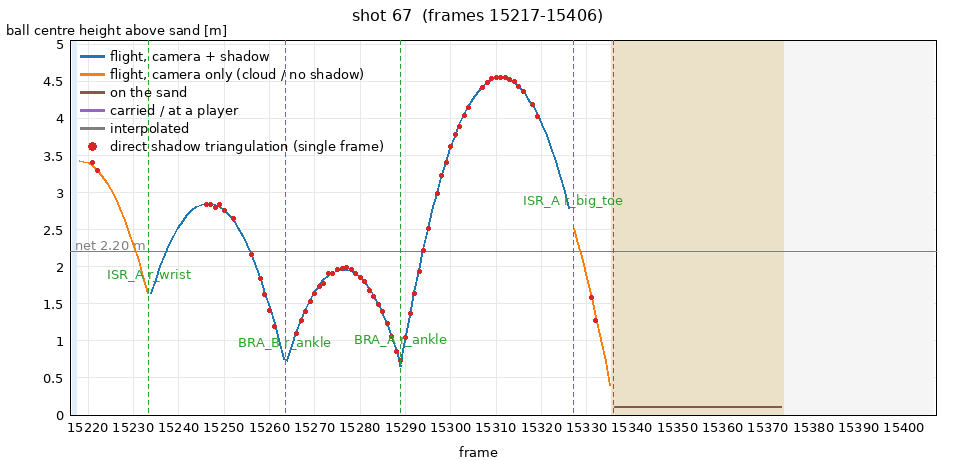 shot 67  (frames 15217-15406)
ball centre height above sand [m]
flight, camera + shadow
flight, camera only (cloud / no shadow)
on the sand
carried / at a player
interpolated
direct shadow triangulation (single frame)
5
4.5
4
3.5
3
2.5
2
1.5
1
0.5
0
net 2.20 m
ISR_A r_wrist
BRA_B r_ankle
BRA_A r_ankle
15220 15230 15240 15250 15260 15270 15280 15290 15300 15310 15320 15330 15340 15350 15360 15370 15380 15390 15400
frame